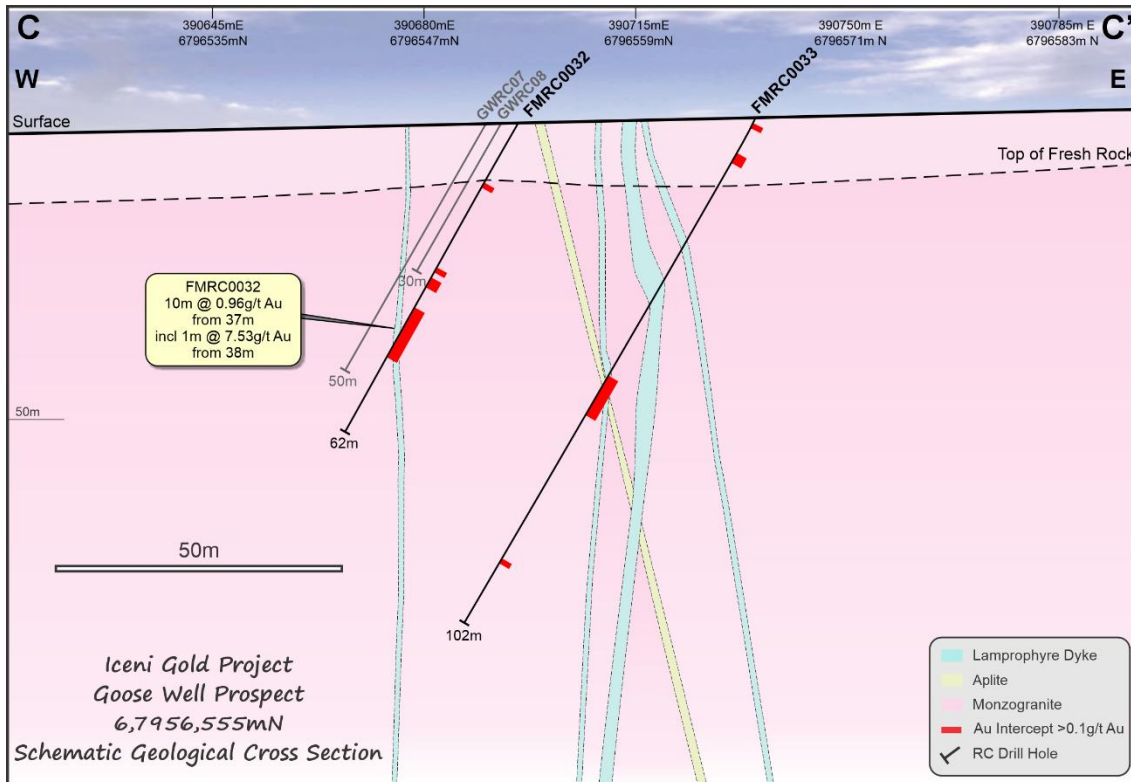 C
390645mE
6796535mN
390680mE
6796547mN
390715mE
6796559mN
390750m E
6796571m N
390785m E
6796583m N
C'
W
E
GWRC07
GWRC08
FMRC0032
FMRC0033
Surface
Top of Fresh Rock
30m
FMRC0032
10m @ 0.96g/t Au
from 37m
incl 1m @ 7.53g/t Au
from 38m
50m
50m
62m
50m
102m
Iceni Gold Project
Goose Well Prospect
6,7956,555mN
Schematic Geological Cross Section
Lamprophyre Dyke
Aplite
Monzogranite
Au Intercept >0.1g/t Au
RC Drill Hole